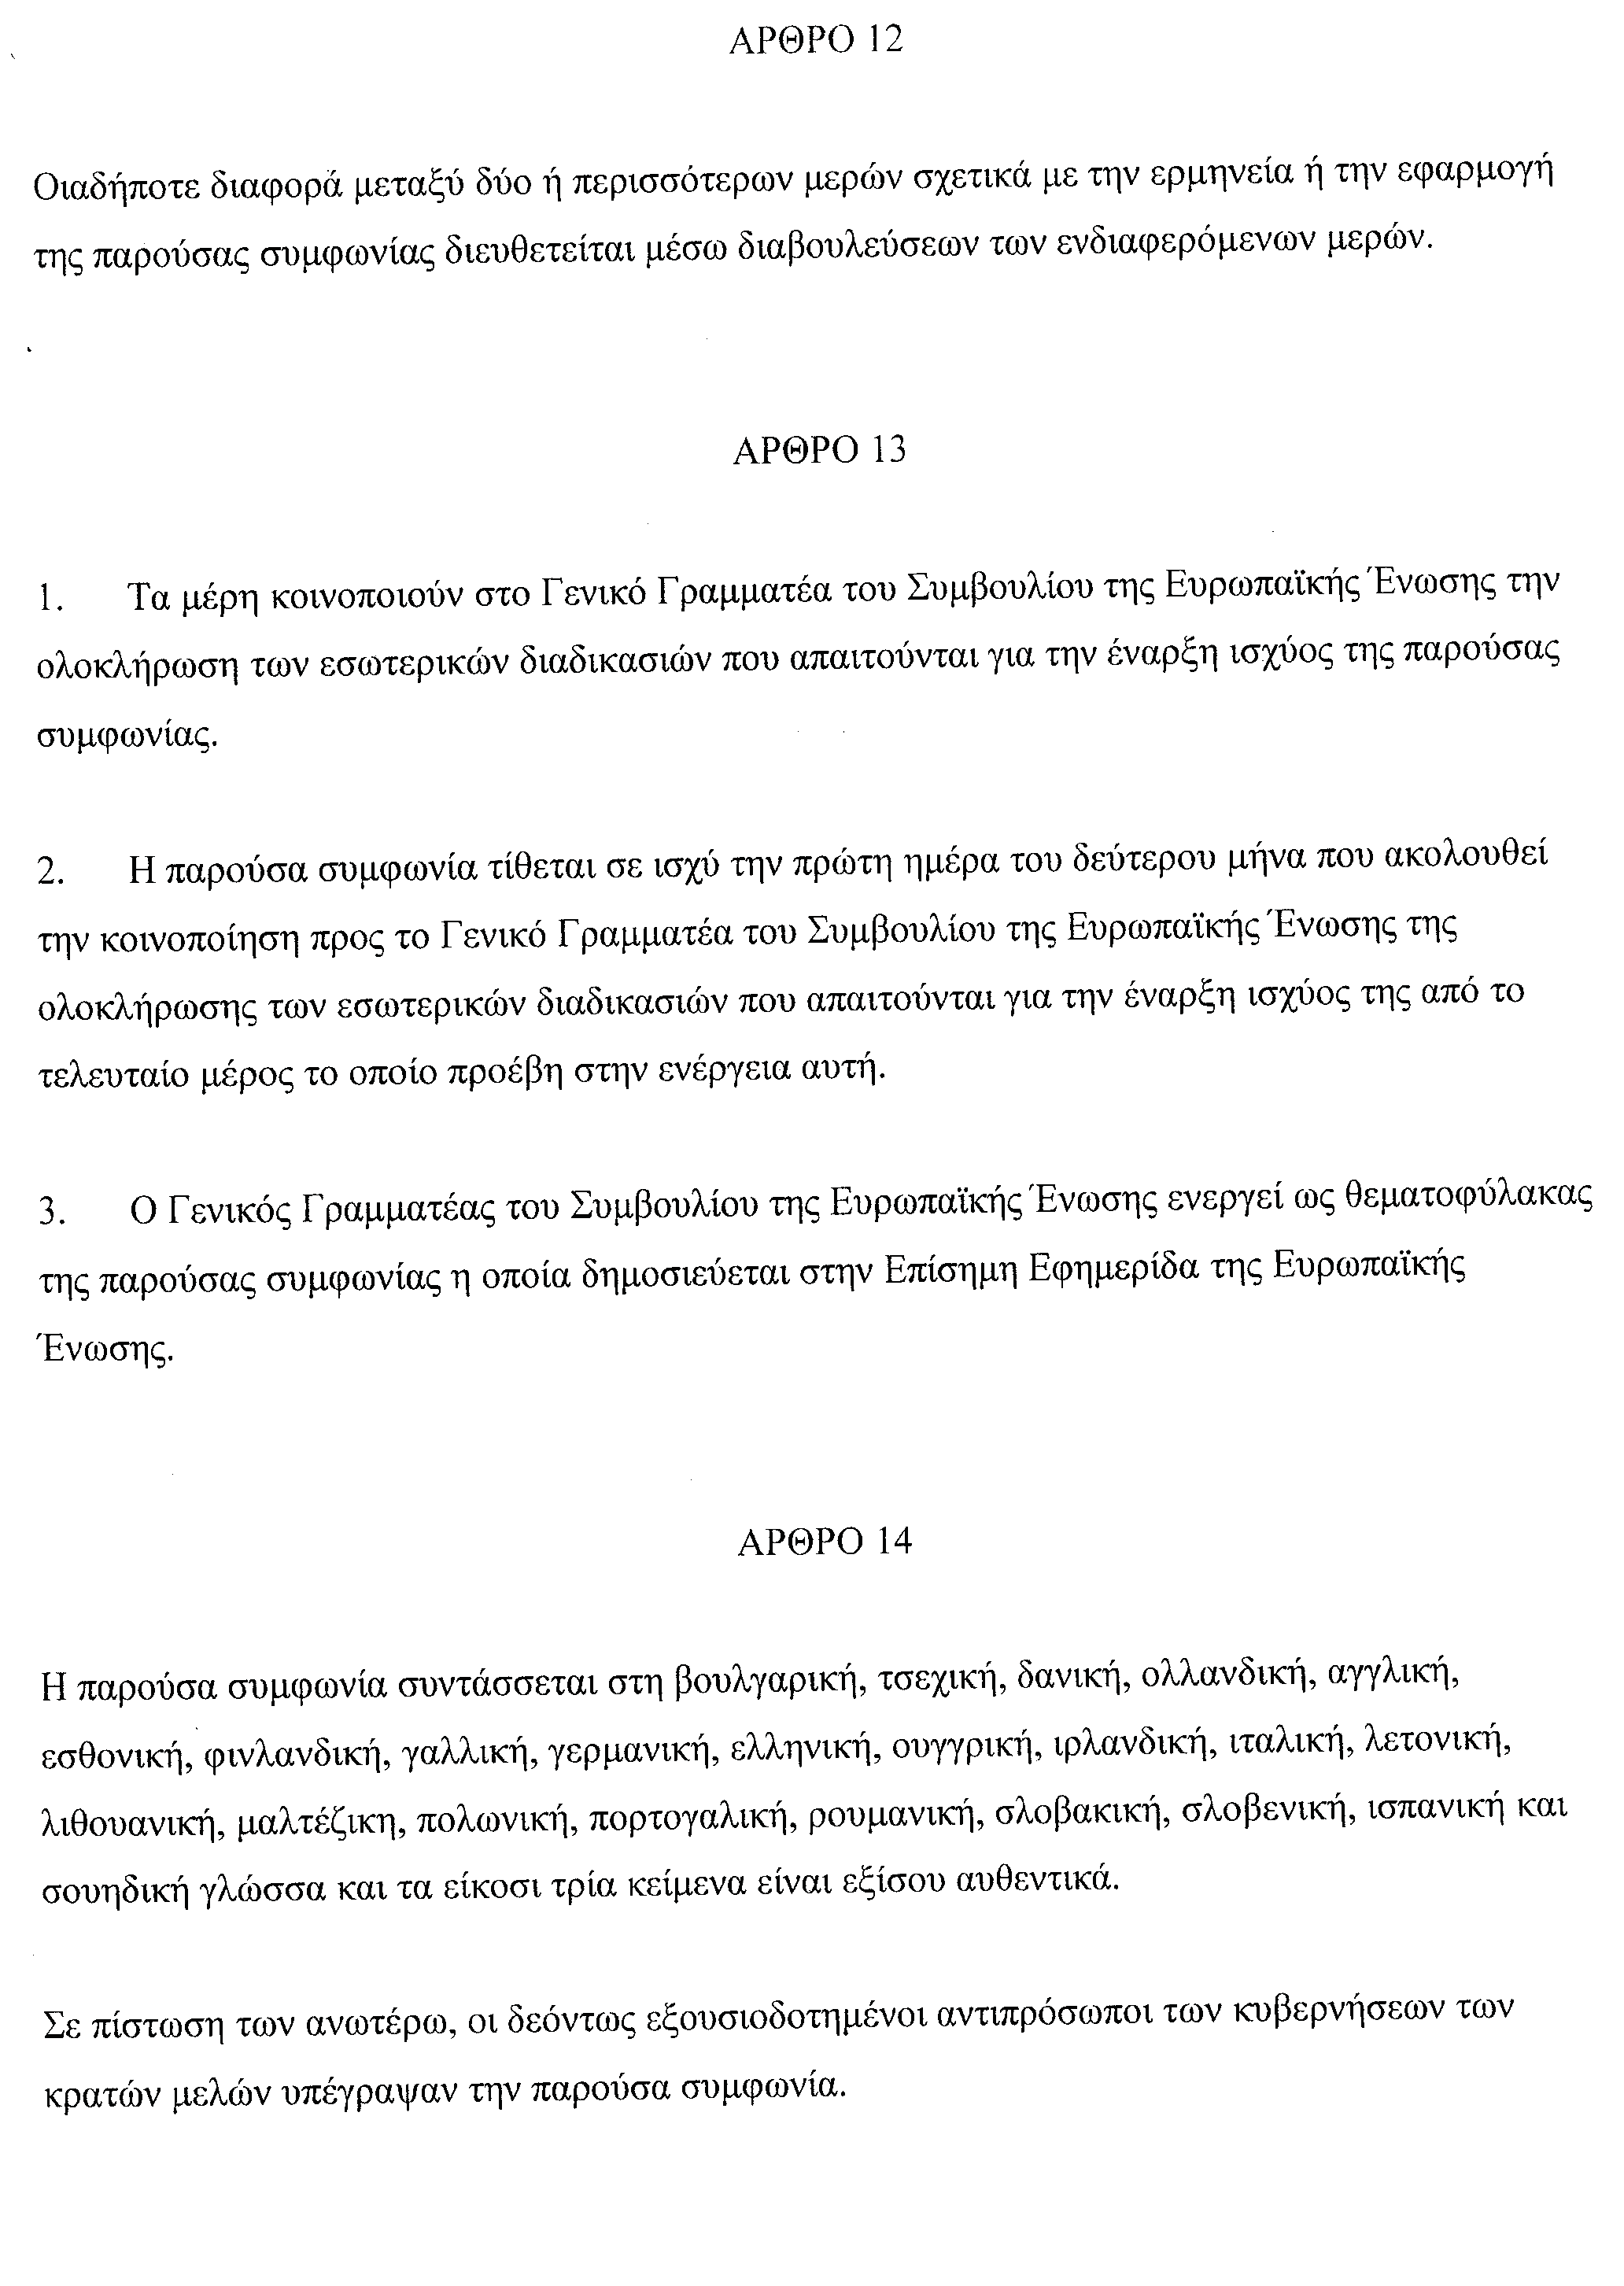 ΑΡΘΡΟ 12
Οιαδήποτε διαφορά μεταξύ δύο ή περισσότερων μερών σχετικά με την ερμηνεία ή την εφαρμογή
της παρούσας συμφωνίας διευθετείται μέσω διαβουλεύσεων των ενδιαφερόμενων μερών.
ΑΡΘΡΟ 13
1. Τα μέρη κοινοποιούν στο Γενικό Γραμματέα του Συμβουλίου της Ευρωπαϊκής Ένωσης την
ολοκλήρωση των εσωτερικών διαδικασιών που απαιτούνται για την έναρξη ισχύος της παρούσας
συμφωνίας.
2. Η παρούσα συμφωνία τίθεται σε ισχύ την πρώτη ημέρα του δεύτερου μήνα που ακολουθεί
την κοινοποίηση προς το Γενικό Γραμματέα του Συμβουλίου της Ευρωπαϊκής Ένωσης της
ολοκλήρωσης των εσωτερικών διαδικασιών που απαιτούνται για την έναρξη ισχύος της από το
τελευταίο μέρος το οποίο προέβη στην ενέργεια αυτή.
3. Ο Γενικός Γραμματέας του Συμβουλίου της Ευρωπαϊκής Ένωσης ενεργεί ως θεματοφύλακας
της παρούσας συμφωνίας η οποία δημοσιεύεται στην Επίσημη Εφημερίδα της Ευρωπαϊκής
Ένωσης.
ΑΡΘΡΟ 14
Η παρούσα συμφωνία συντάσσεται στη βουλγαρική, τσεχική, δανική, ολλανδική, αγγλική,
εσθονική, φινλανδική, γαλλική, γερμανική, ελληνική, ουγγρική, ιρλανδική, ιταλική, λετονική,
λιθουανική, μαλτέζικη, πολωνική, πορτογαλική, ρουμανική, σλοβακική, σλοβενική, ισπανική και
σουηδική γλώσσα και τα είκοσι τρία κείμενα είναι εξίσου αυθεντικά.
Σε πίστωση των ανωτέρω, οι δεόντως εξουσιοδοτημένοι αντιπρόσωποι των κυβερνήσεων των
κρατών μελών υπέγραψαν την παρούσα συμφωνία.